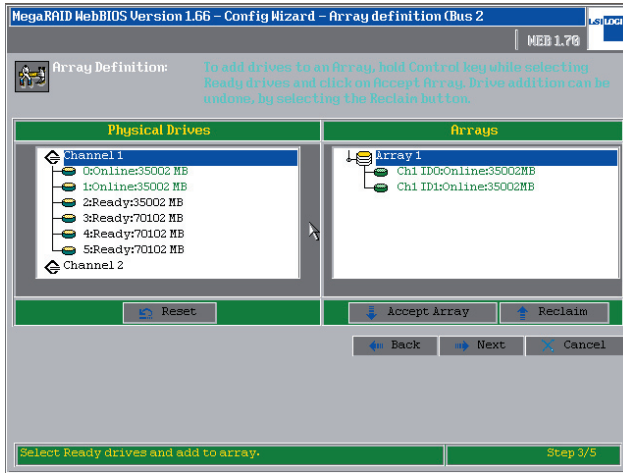 MegaRAID WebBIOS Version 1.66 – Config Wizard – Array definition (Bus 2
LSI LOGI
WEB 1.70
Array Definition:
To add drives to an Array, hold Control key while selecting
Ready drives and click on Accept Array. Drive addition can be
undone, by selecting the Reclaim button.
Physical Drives
Channel 1
0:Online:35002 MB
1:Online:35002 MB
2:Ready:35002 MB
3:Ready:70102 MB
4:Ready:70102 MB
5:Ready:70102 MB
Channel 2
Arrays
Array 1
Ch1 ID0:Online:35002MB
Ch1 ID1:Online:35002MB
Reset
Accept Array
Reclaim
Back
Next
Cancel
Select Ready drives and add to array.
Step 3/5